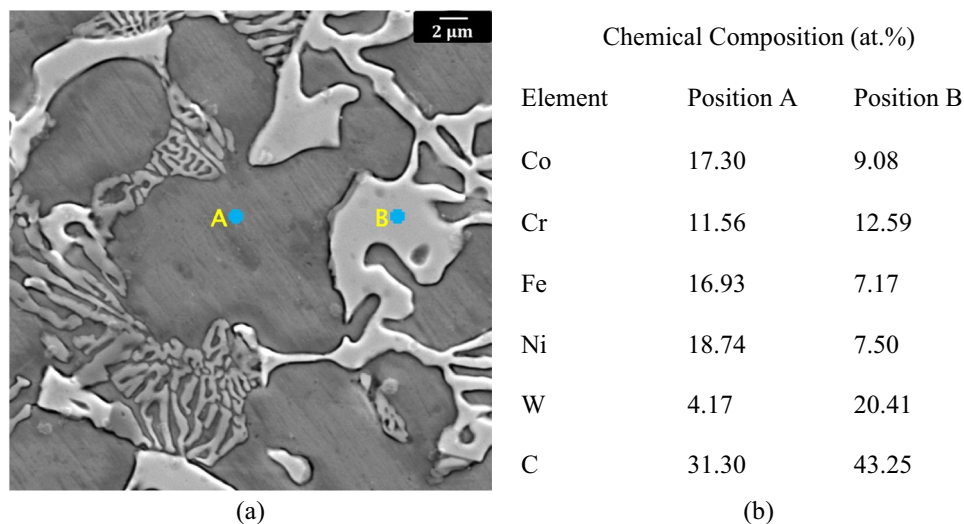 2 μm
A
B
(a)
Chemical Composition (at.%)
Element Position A Position B
Co 17.30 9.08
Cr 11.56 12.59
Fe 16.93 7.17
Ni 18.74 7.50
W 4.17 20.41
C 31.30 43.25
(b)